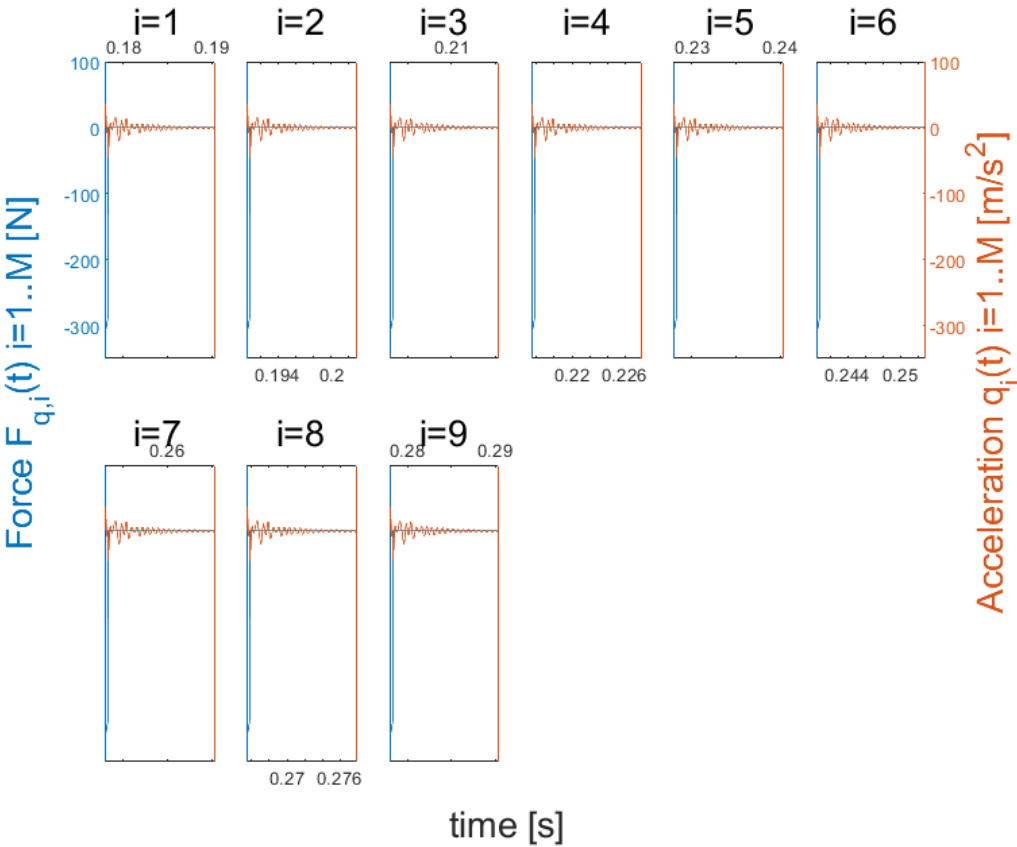 i=1 i=2 i=3 i=4 i=5 i=6
0.18 0.19 0.21 0.23 0.24
100 100
0 0
-100 -100
-200 -200
-300 -300
0.194 0.2 0.22 0.226 0.244 0.25
Force F_q,i(t) i=1..M [N]
Acceleration q_i(t) i=1..M [m/s^2]
i=7 i=8 i=9
0.26 0.28 0.29
0.27 0.276
time [s]